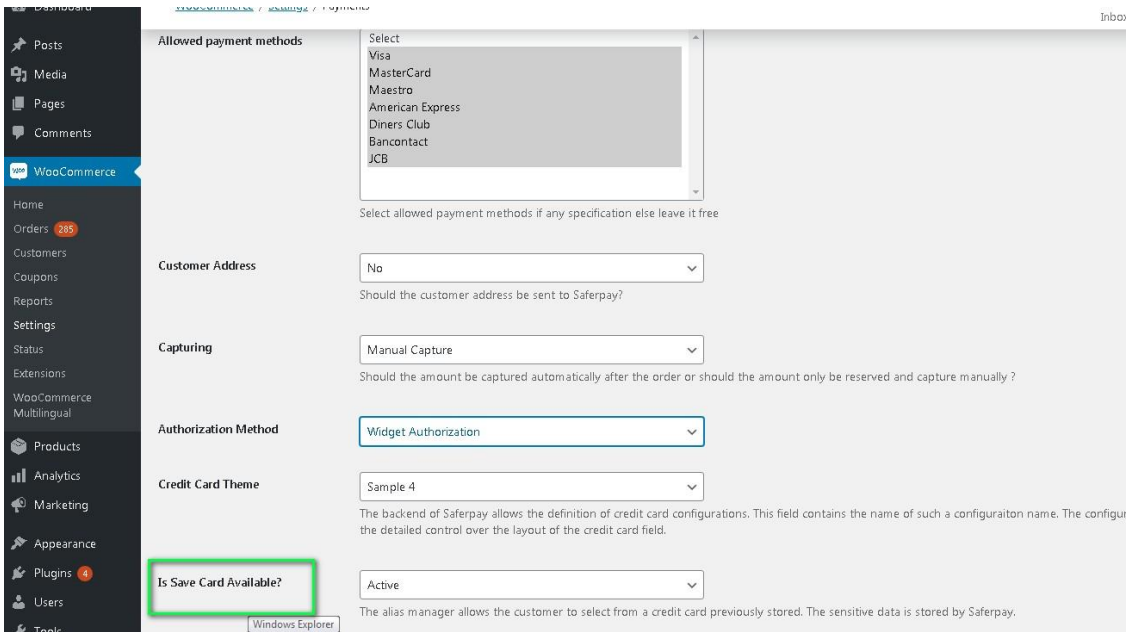 Dashboard
WooCommerce / Settings / Payments
Inbox
Posts
Media
Pages
Comments
WooCommerce
Home
Orders 285
Customers
Coupons
Reports
Settings
Status
Extensions
WooCommerce
Multilingual
Products
Analytics
Marketing
Appearance
Plugins 4
Users
Tools
Allowed payment methods
Select
Visa
MasterCard
Maestro
American Express
Diners Club
Bancontact
JCB
Select allowed payment methods if any specification else leave it free
Customer Address
No
Should the customer address be sent to Saferpay?
Capturing
Manual Capture
Should the amount be captured automatically after the order or should the amount only be reserved and capture manually ?
Authorization Method
Widget Authorization
Credit Card Theme
Sample 4
The backend of Saferpay allows the definition of credit card configurations. This field contains the name of such a configuraiton name. The configur
the detailed control over the layout of the credit card field.
Is Save Card Available?
Active
The alias manager allows the customer to select from a credit card previously stored. The sensitive data is stored by Saferpay.
Windows Explorer